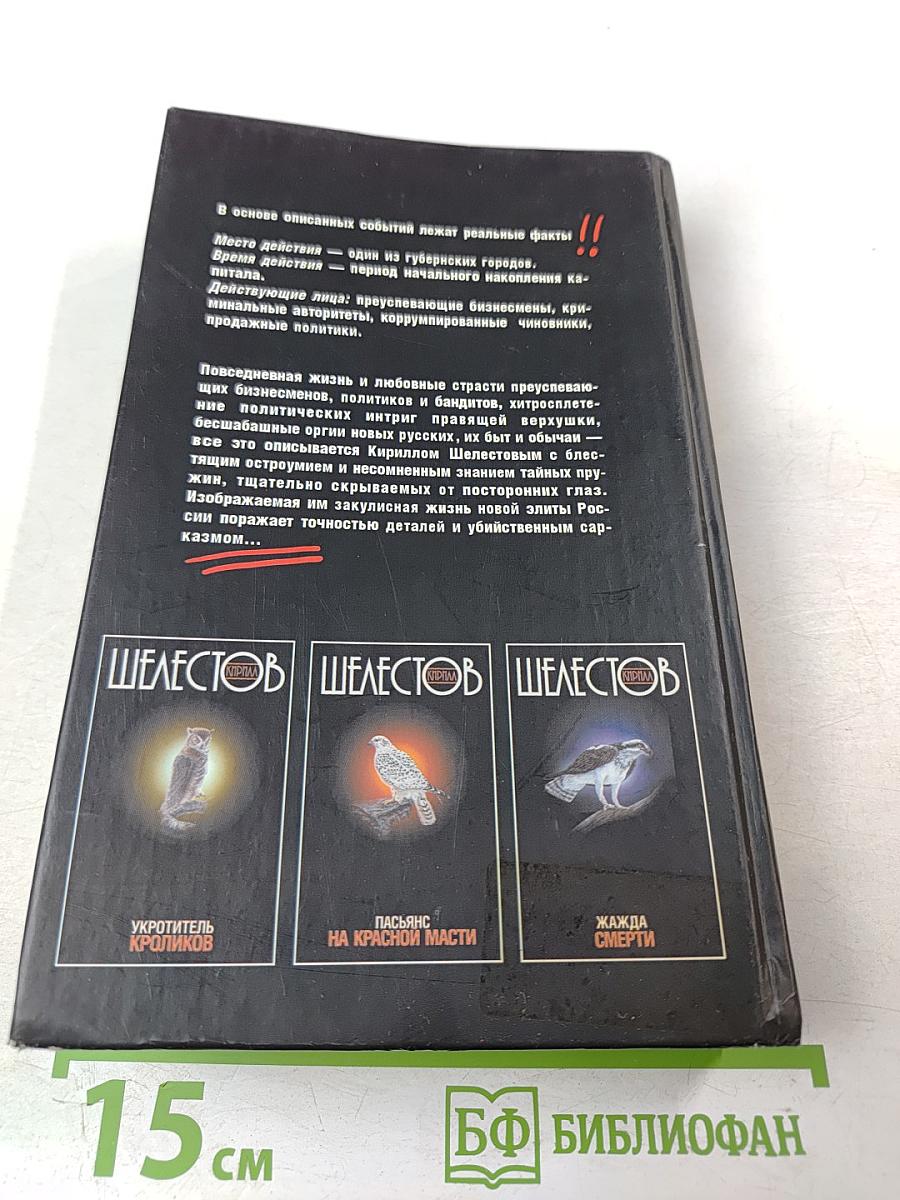 В основе описанных событий лежат реальные факты !!
Место действия — один из губернских городов.
Время действия — период начального накопления ка-
питала.
Действующие лица: преуспевающие бизнесмены, кри-
минальные авторитеты, коррумпированные чиновники,
продажные политики.
Повседневная жизнь и любовные страсти преуспеваю-
щих бизнесменов, политиков и бандитов, хитросплете-
ние политических интриг правящей верхушки,
бесшабашные оргии новых русских, их быт и обычаи —
все это описывается Кириллом Шелестовым с блес-
тящим остроумием и несомненным знанием тайных пру-
жин, тщательно скрываемых от посторонних глаз.
Изображаемая им закулисная жизнь новой элиты Рос-
сии поражает точностью деталей и убийственным сар-
казмом...
ШЕЛЕСТОВ
КИРИЛЛ
УКРОТИТЕЛЬ
КРОЛИКОВ
ШЕЛЕСТОВ
КИРИЛЛ
ПАСЬЯНС
НА КРАСНОЙ МАСТИ
ШЕЛЕСТОВ
КИРИЛЛ
ЖАЖДА
СМЕРТИ
15 см
БФ БИБЛИОФАН